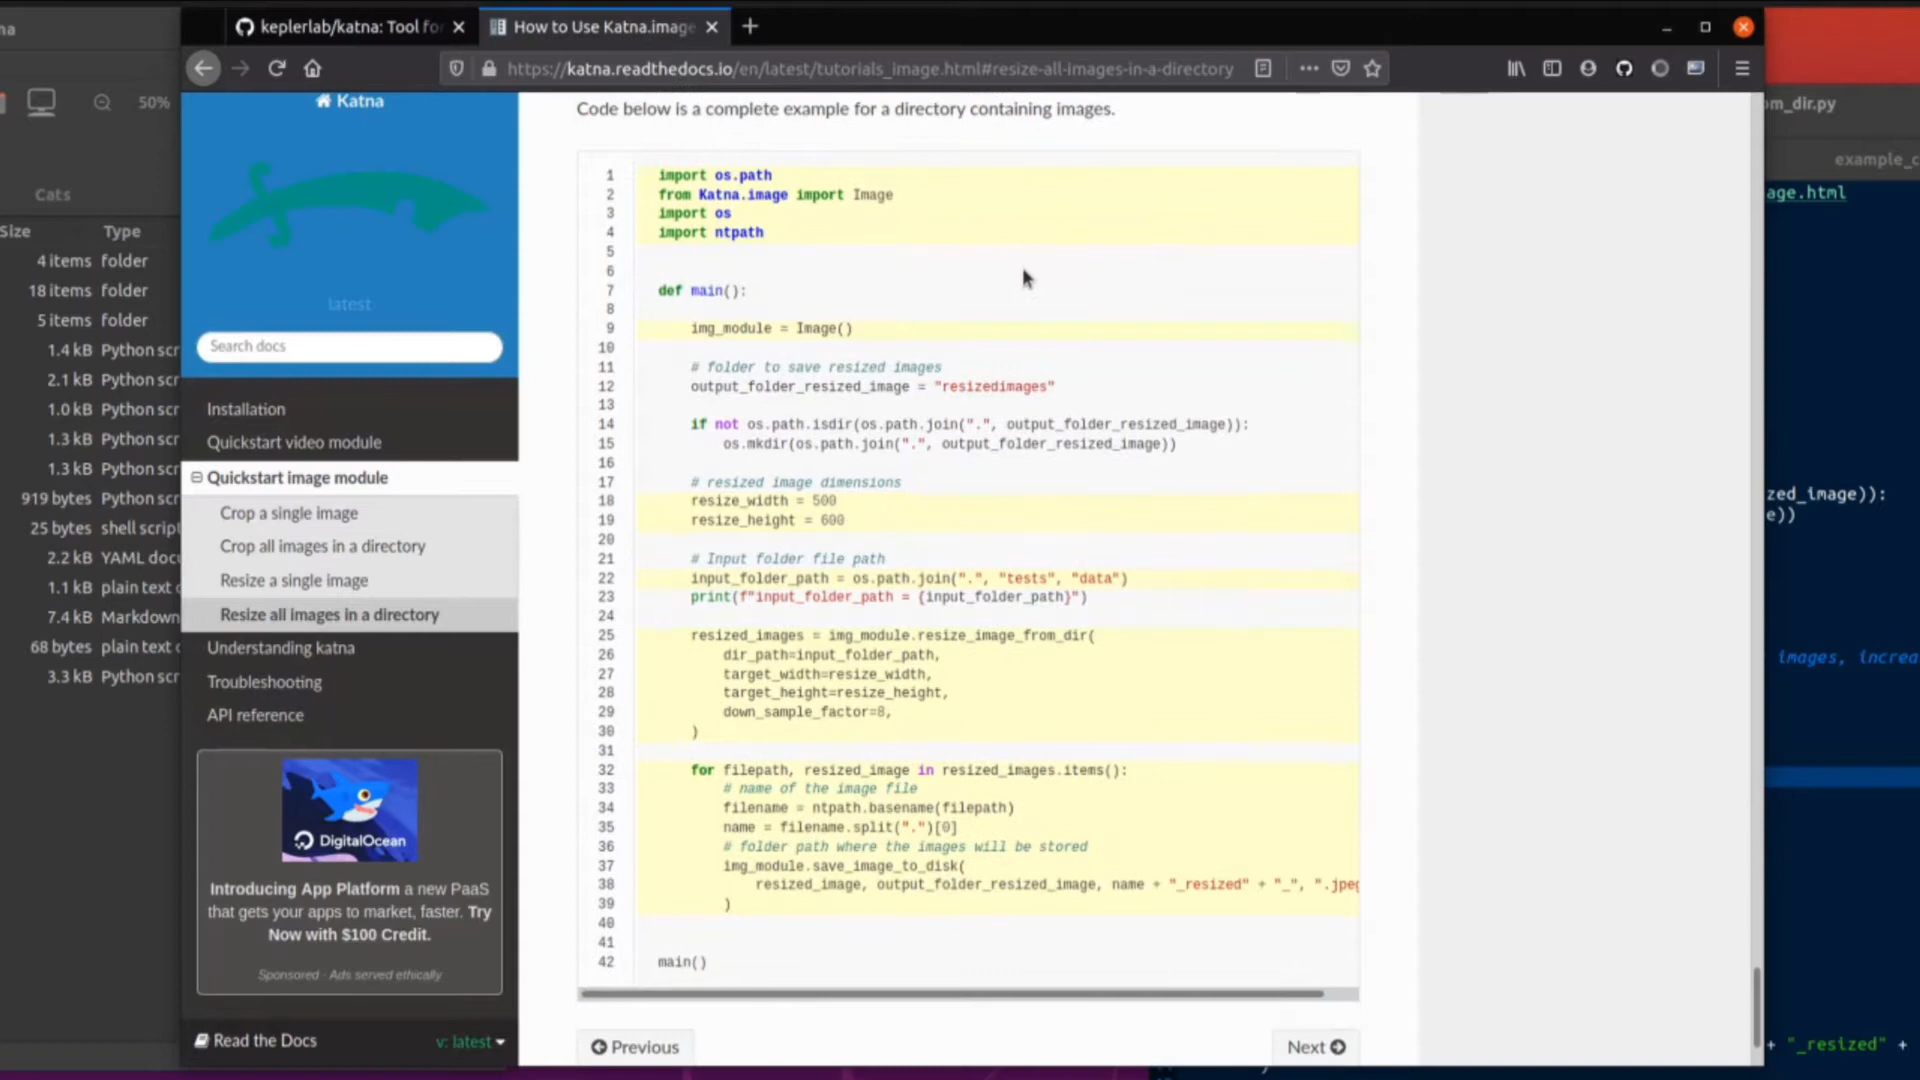 na
50%
Cats
Size Type
4 items folder
18 items folder
5 items folder
1.4 kB Python scr
2.1 kB Python scr
1.0 kB Python scr
1.3 kB Python scr
1.3 kB Python scr
919 bytes Python scr
25 bytes shell script
2.2 kB YAML docu
1.1 kB plain text
7.4 kB Markdown
68 bytes plain text
3.3 kB Python scr
keplerlab/katna: Tool for
How to Use Katna.image
https://katna.readthedocs.io/en/latest/tutorials_image.html#resize-all-images-in-a-directory
Katna
latest
Search docs
Installation
Quickstart video module
Quickstart image module
Crop a single image
Crop all images in a directory
Resize a single image
Resize all images in a directory
Understanding katna
Troubleshooting
API reference
DigitalOcean
Introducing App Platform a new PaaS
that gets your apps to market, faster. Try
Now with $100 Credit.
Sponsored · Ads served ethically
Read the Docs
v: latest
Code below is a complete example for a directory containing images.
1 import os.path
2 from Katna.image import Image
3 import os
4 import ntpath
5
6
7 def main():
8
9 img_module = Image()
10
11 # folder to save resized images
12 output_folder_resized_image = "resizedimages"
13
14 if not os.path.isdir(os.path.join(".", output_folder_resized_image)):
15 os.mkdir(os.path.join(".", output_folder_resized_image))
16
17 # resized image dimensions
18 resize_width = 500
19 resize_height = 600
20
21 # Input folder file path
22 input_folder_path = os.path.join(".", "tests", "data")
23 print(f"input_folder_path = {input_folder_path}")
24
25 resized_images = img_module.resize_image_from_dir(
26 dir_path=input_folder_path,
27 target_width=resize_width,
28 target_height=resize_height,
29 down_sample_factor=8,
30 )
31
32 for filepath, resized_image in resized_images.items():
33 # name of the image file
34 filename = ntpath.basename(filepath)
35 name = filename.split(".")[0]
36 # folder path where the images will be stored
37 img_module.save_image_to_disk(
38 resized_image, output_folder_resized_image, name + "_resized" + "_", ".jpeg
39 )
40
41
42 main()
Previous
Next
om_dir.py
example_c
age.html
zed_image)):
e))
images, increa
+ "_resized" +
)